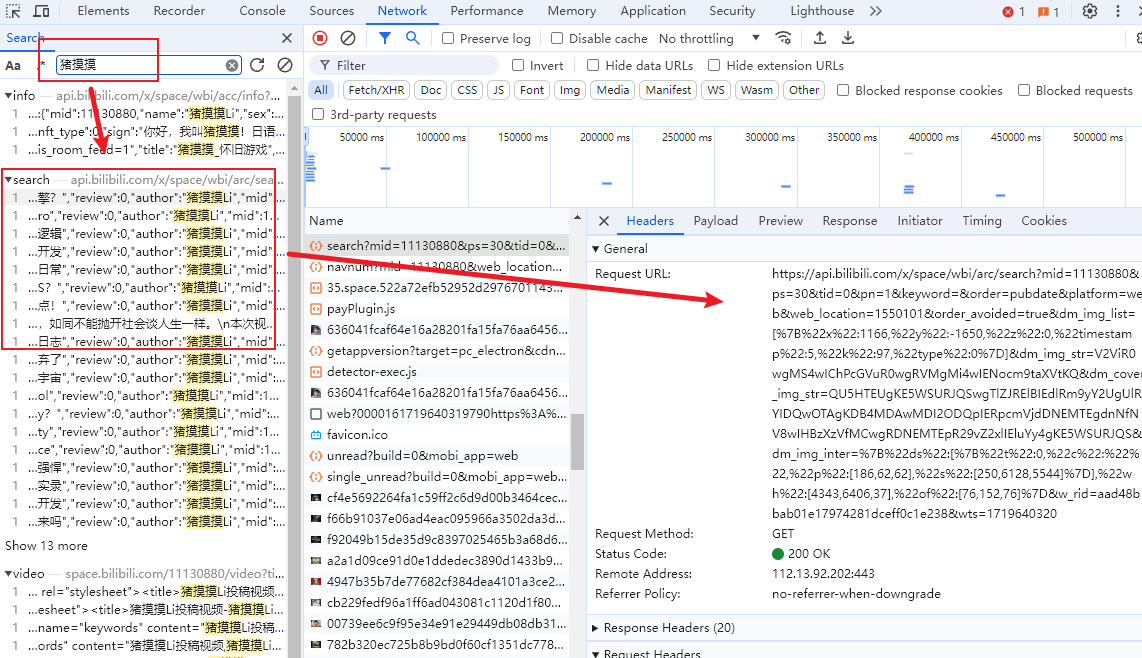 Elements Recorder Console Sources Network Performance Memory Application Security Lighthouse 1 1
Search
Aa .* 猪摸摸
info — api.bilibili.com/x/space/wbi/acc/info?...
1 ...:{"mid":11130880,"name":"猪摸摸Li","sex"...
1 ...nft_type":0,"sign":"你好，我叫猪摸摸！日语...
1 ...is_room_feed=1","title":"猪摸摸_怀旧游戏",...
search — api.bilibili.com/x/space/wbi/arc/sea...
1 ...擎？","review":0,"author":"猪摸摸Li","mid":...
1 ...ro","review":0,"author":"猪摸摸Li","mid":1...
1 ...逻辑","review":0,"author":"猪摸摸Li","mid":...
1 ...开发","review":0,"author":"猪摸摸Li","mid":...
1 ...日常","review":0,"author":"猪摸摸Li","mid":...
1 ...S？","review":0,"author":"猪摸摸Li","mid":...
1 ...点！","review":0,"author":"猪摸摸Li","mid":...
1 ...，如同不能抛开社会谈人生一样。\n本次视...
1 ...日志","review":0,"author":"猪摸摸Li","mid":...
1 ...弃了","review":0,"author":"猪摸摸Li","mid":...
1 ...宇宙","review":0,"author":"猪摸摸Li","mid":...
1 ...ol","review":0,"author":"猪摸摸Li","mid":1...
1 ...y？","review":0,"author":"猪摸摸Li","mid":...
1 ...ty","review":0,"author":"猪摸摸Li","mid":1...
1 ...ce","review":0,"author":"猪摸摸Li","mid":1...
1 ...强悍","review":0,"author":"猪摸摸Li","mid":...
1 ...实录","review":0,"author":"猪摸摸Li","mid":...
1 ...开发","review":0,"author":"猪摸摸Li","mid":...
1 ...来吗","review":0,"author":"猪摸摸Li","mid":...
Show 13 more
video — space.bilibili.com/11130880/video?ti...
1 ... rel="stylesheet"><title>猪摸摸Li投稿视频...
1 ...esheet"><title>猪摸摸Li投稿视频-猪摸摸Li...
1 ...name="keywords" content="猪摸摸Li投稿...
1 ...ords" content="猪摸摸Li投稿视频,猪摸摸Li...
Preserve log Disable cache No throttling
Filter Invert Hide data URLs Hide extension URLs
All Fetch/XHR Doc CSS JS Font Img Media Manifest WS Wasm Other Blocked response cookies Blocked requests
3rd-party requests
50000 ms 100000 ms 150000 ms 200000 ms 250000 ms 300000 ms 350000 ms 400000 ms 450000 ms 500000 ms
Name
search?mid=11130880&ps=30&tid=0&...
navnum?mid=11130880&web_location...
35.space.522a72efb52952d2976701143...
payPlugin.js
636041fcaf64e16a28201fa15fa76aa6456...
getappversion?target=pc_electron&cdn...
detector-exec.js
636041fcaf64e16a28201fa15fa76aa6456...
web?0000161719640319790https%3A%...
favicon.ico
unread?build=0&mobi_app=web
single_unread?build=0&mobi_app=web...
cf4e5692264fa1c59ff2c6d9d00b3464cec...
f66b91037e06ad4eac095966a3502da3d...
f92049b15de35d9c8397025465b3a68d6...
a2a1d09ce91d0e1ddedec3890d1433b9...
4947b35b7de77682cf384dea4101a3ce2...
cb229fedf96a1ff6ad043081c1120d1f80...
00739ee6c9f95e34e91e29449db08db31...
782b320ec725b8b9bd0f60cf1351dc778...
Headers Payload Preview Response Initiator Timing Cookies
General
Request URL: https://api.bilibili.com/x/space/wbi/arc/search?mid=11130880&
ps=30&tid=0&pn=1&keyword=&order=pubdate&platform=we
b&web_location=1550101&order_avoided=true&dm_img_list=
[%7B%22x%22:1166,%22y%22:-1650,%22z%22:0,%22timestam
p%22:5,%22k%22:97,%22type%22:0%7D]&dm_img_str=V2ViR0
wgMS4wIChPcGVuR0wgRVMgMi4wIENocm9taXVtKQ&dm_cover
_img_str=QU5HTEUgKE5WSURJQSwgTlZJRElBIEdlRm9yY2UgUlR
YIDQwOTAgKDB4MDAwMDI2ODQpIERpcmVjdDNEMTEgdnNfN
V8wIHBzXzVfMCwgRDNEMTEpR29vZ2xlIEluYy4gKE5WSURJQS&
dm_img_inter=%7B%22ds%22:[%7B%22t%22:0,%22c%22:%22%
22,%22p%22:[186,62,62],%22s%22:[250,6128,5544]%7D],%22w
h%22:[4343,6406,37],%22of%22:[76,152,76]%7D&w_rid=aad48b
bab01e17974281dceff0c1e238&wts=1719640320
Request Method: GET
Status Code: 200 OK
Remote Address: 112.13.92.202:443
Referrer Policy: no-referrer-when-downgrade
Response Headers (20)
Request Headers